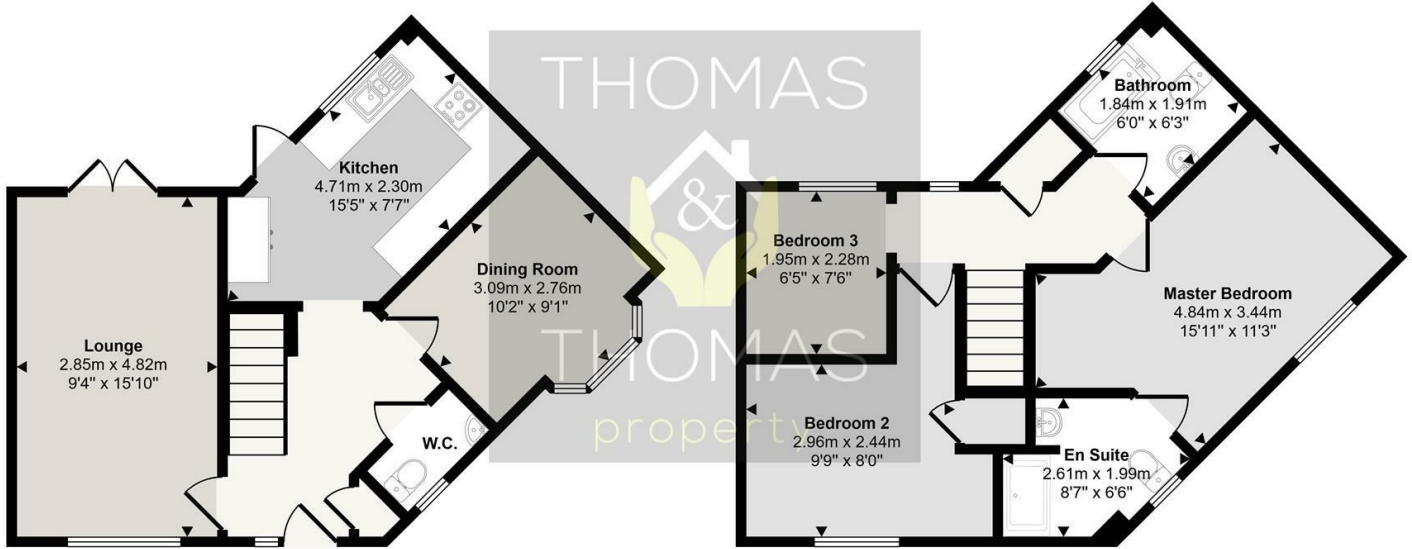 THOMAS
&
THOMAS
property
Kitchen
4.71m x 2.30m
15'5" x 7'7"
Dining Room
3.09m x 2.76m
10'2" x 9'1"
Lounge
2.85m x 4.82m
9'4" x 15'10"
W.C.
Bathroom
1.84m x 1.91m
6'0" x 6'3"
Bedroom 3
1.95m x 2.28m
6'5" x 7'6"
Master Bedroom
4.84m x 3.44m
15'11" x 11'3"
Bedroom 2
2.96m x 2.44m
9'9" x 8'0"
En Suite
2.61m x 1.99m
8'7" x 6'6"